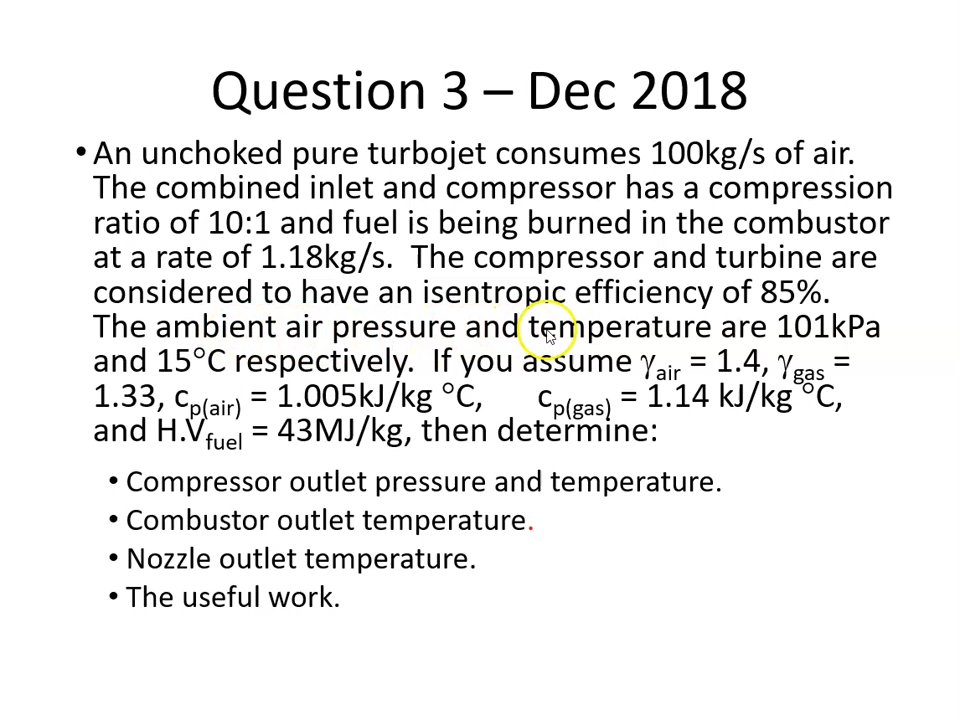 Question 3 – Dec 2018
• An unchoked pure turbojet consumes 100kg/s of air.
The combined inlet and compressor has a compression
ratio of 10:1 and fuel is being burned in the combustor
at a rate of 1.18kg/s. The compressor and turbine are
considered to have an isentropic efficiency of 85%.
The ambient air pressure and temperature are 101kPa
and 15°C respectively. If you assume γair = 1.4, γgas =
1.33, cp(air) = 1.005kJ/kg °C, cp(gas) = 1.14 kJ/kg °C,
and H.Vfuel = 43MJ/kg, then determine:
• Compressor outlet pressure and temperature.
• Combustor outlet temperature.
• Nozzle outlet temperature.
• The useful work.